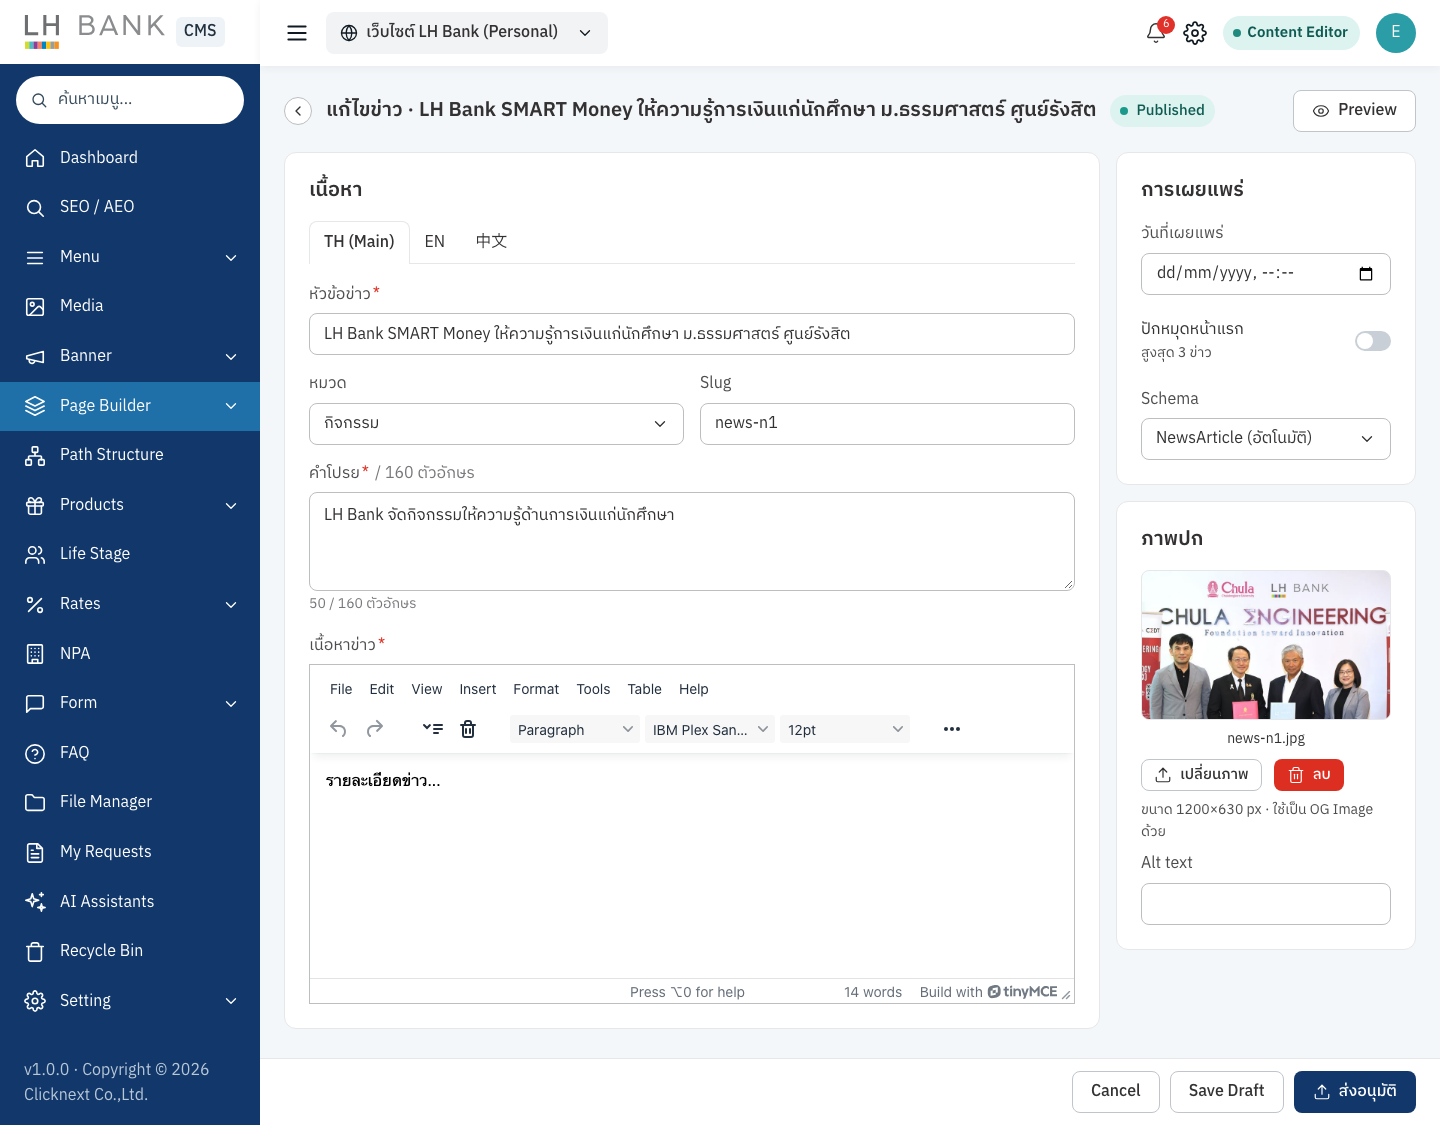 LH BANK CMS
ค้นหาเมนู...
Dashboard
SEO / AEO
Menu
Media
Banner
Page Builder
Path Structure
Products
Life Stage
Rates
NPA
Form
FAQ
File Manager
My Requests
AI Assistants
Recycle Bin
Setting
v1.0.0 · Copyright © 2026
Clicknext Co.,Ltd.
เว็บไซต์ LH Bank (Personal)
6
Content Editor
E
แก้ไขข่าว · LH Bank SMART Money ให้ความรู้การเงินแก่นักศึกษา ม.ธรรมศาสตร์ ศูนย์รังสิต
Published
Preview
เนื้อหา
TH (Main) EN 中文
หัวข้อข่าว*
LH Bank SMART Money ให้ความรู้การเงินแก่นักศึกษา ม.ธรรมศาสตร์ ศูนย์รังสิต
หมวด
กิจกรรม
Slug
news-n1
คำโปรย* / 160 ตัวอักษร
LH Bank จัดกิจกรรมให้ความรู้ด้านการเงินแก่นักศึกษา
50 / 160 ตัวอักษร
เนื้อหาข่าว*
File Edit View Insert Format Tools Table Help
Paragraph IBM Plex San... 12pt
รายละเอียดข่าว...
Press ⌥0 for help 14 words Build with tinyMCE
การเผยแพร่
วันที่เผยแพร่
dd/mm/yyyy, --:--
ปักหมุดหน้าแรก
สูงสุด 3 ข่าว
Schema
NewsArticle (อัตโนมัติ)
ภาพปก
Chula LH BANK
CHULA ENGINEERING
Foundation toward Innovation
news-n1.jpg
เปลี่ยนภาพ ลบ
ขนาด 1200×630 px · ใช้เป็น OG Image
ด้วย
Alt text
Cancel Save Draft ส่งอนุมัติ